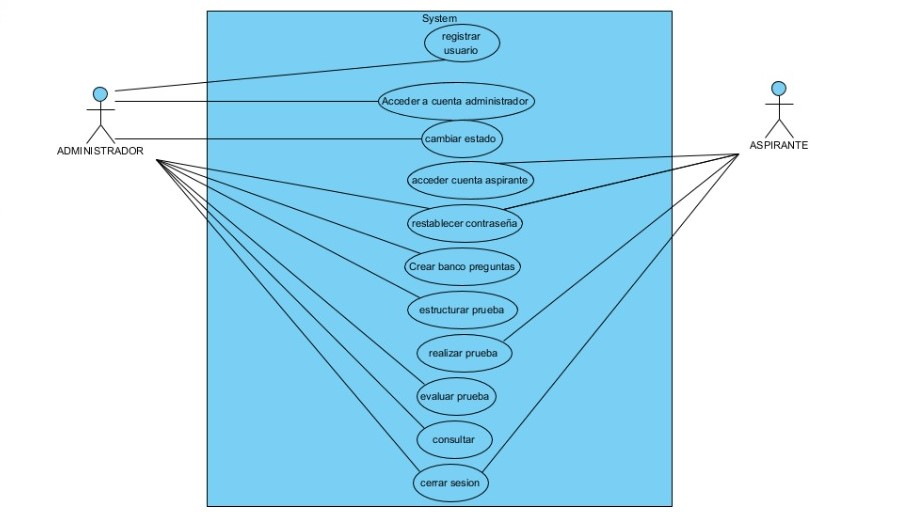 System
registrar
usuario
Acceder a cuenta administrador
cambiar estado
ADMINISTRADOR
ASPIRANTE
acceder cuenta aspirante
restablecer contraseña
Crear banco preguntas
estructurar prueba
realizar prueba
evaluar prueba
consultar
cerrar sesion